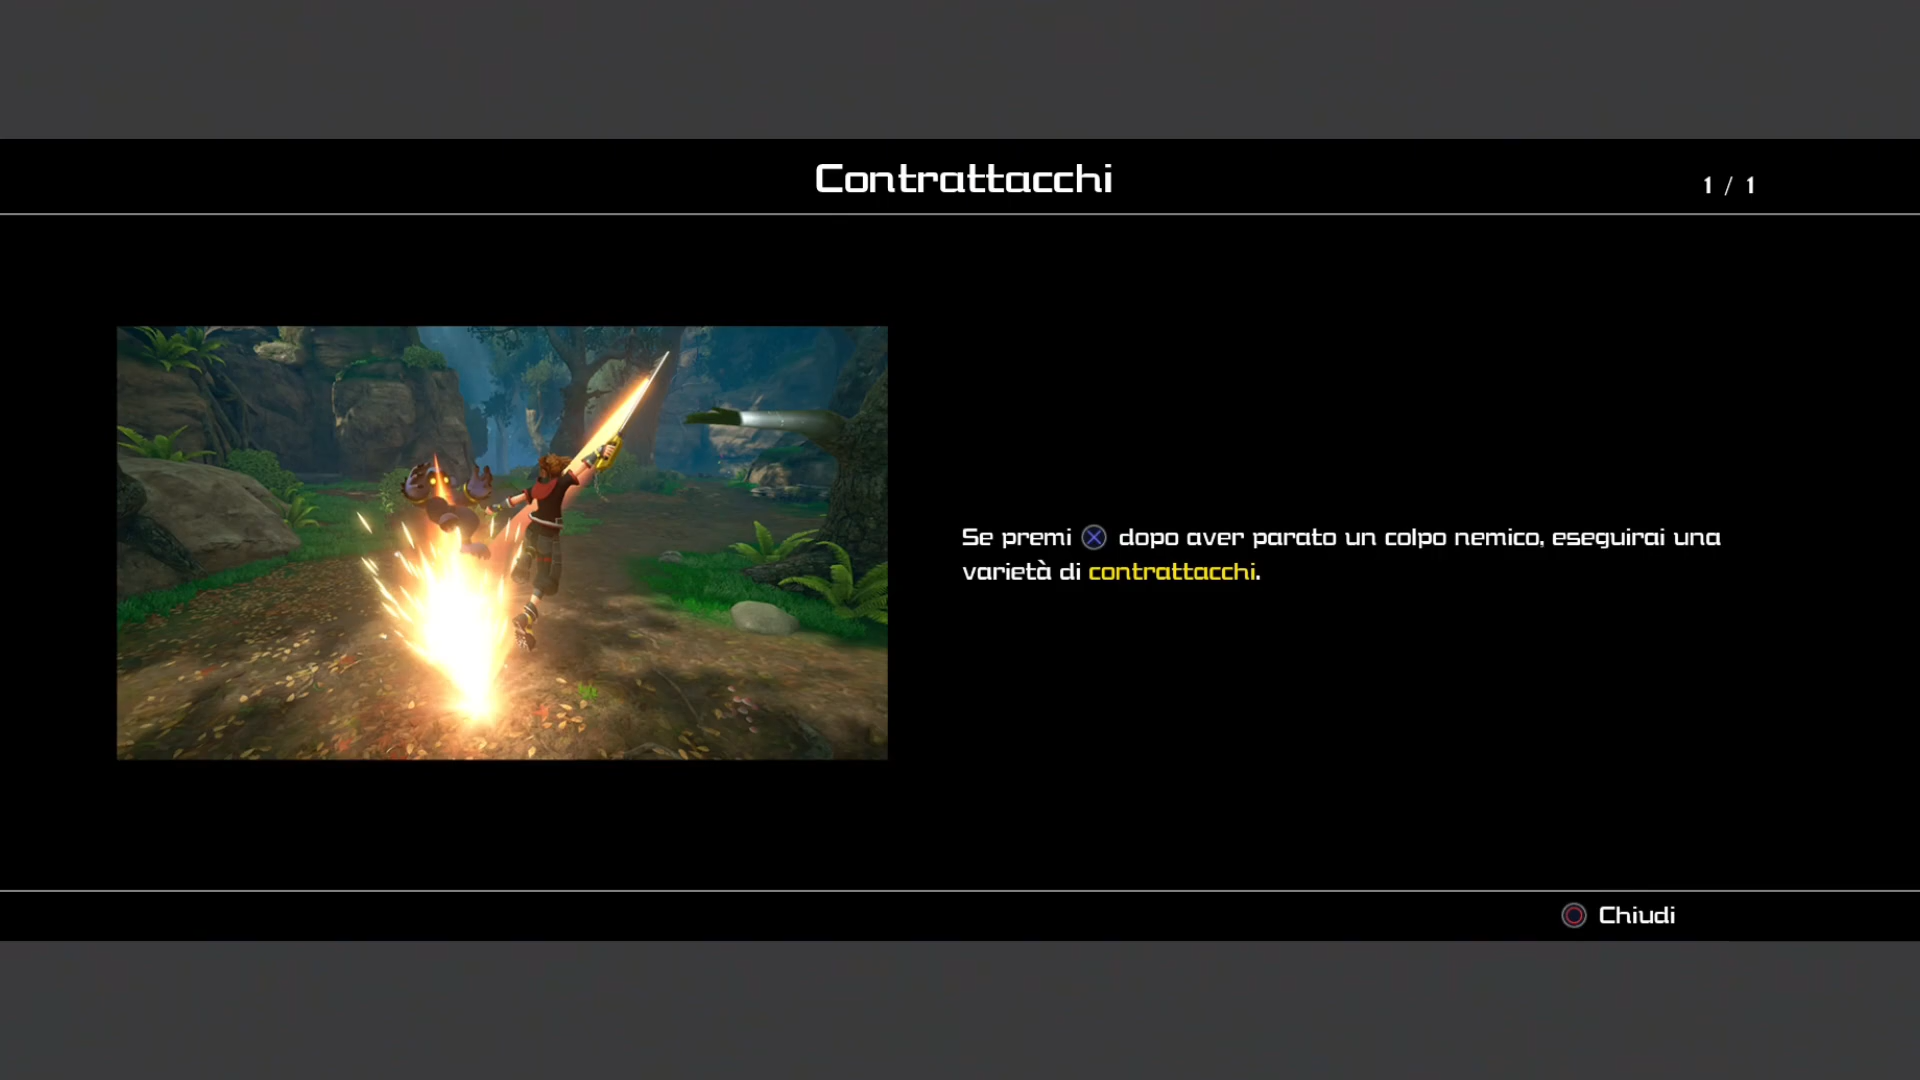 Contrattacchi
1 / 1
Se premi ⓧ dopo aver parato un colpo nemico, eseguirai una
varietà di contrattacchi.
Chiudi